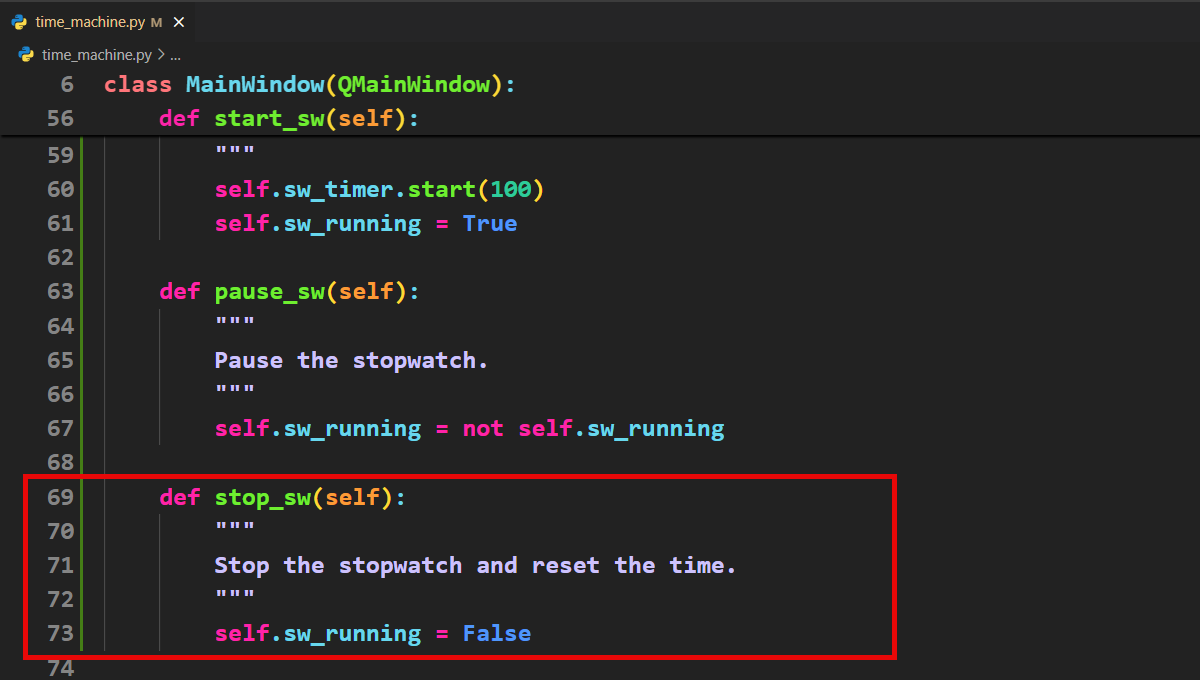 time_machine.py M ×
time_machine.py > ...
6 class MainWindow(QMainWindow):
56     def start_sw(self):
59         """
60         self.sw_timer.start(100)
61         self.sw_running = True
62
63     def pause_sw(self):
64         """
65         Pause the stopwatch.
66         """
67         self.sw_running = not self.sw_running
68
69     def stop_sw(self):
70         """
71         Stop the stopwatch and reset the time.
72         """
73         self.sw_running = False
74